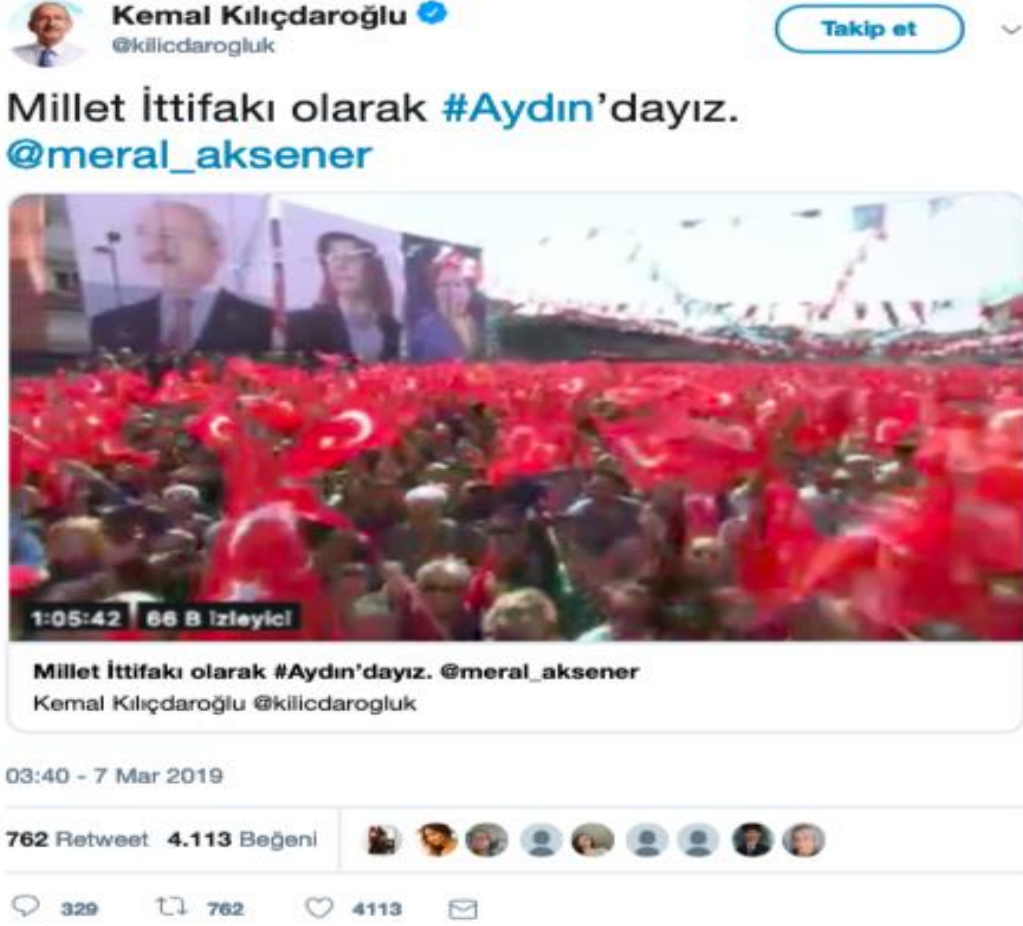 Kemal Kılıçdaroğlu
@kilicdarogluk
Takip et
Millet İttifakı olarak #Aydın'dayız.
@meral_aksener
1:05:42 66 B izleyici
Millet İttifakı olarak #Aydın'dayız. @meral_aksener
Kemal Kılıçdaroğlu @kilicdarogluk
03:40 - 7 Mar 2019
762 Retweet 4.113 Beğeni
329 762 4113